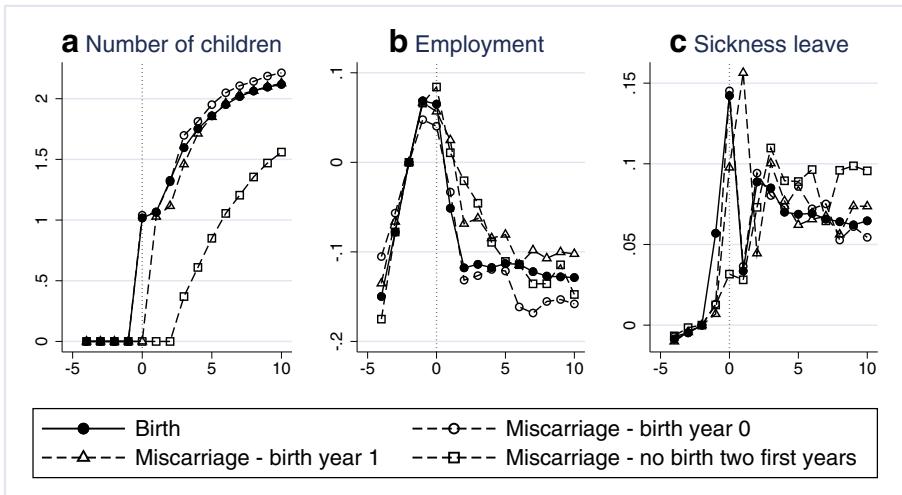 a Number of children
b Employment
c Sickness leave
2
1.5
1
.5
0
-5 0 5 10
.1
0
-.1
-.2
-5 0 5 10
.15
.1
.05
0
-5 0 5 10
Birth
Miscarriage - birth year 0
Miscarriage - birth year 1
Miscarriage - no birth two first years